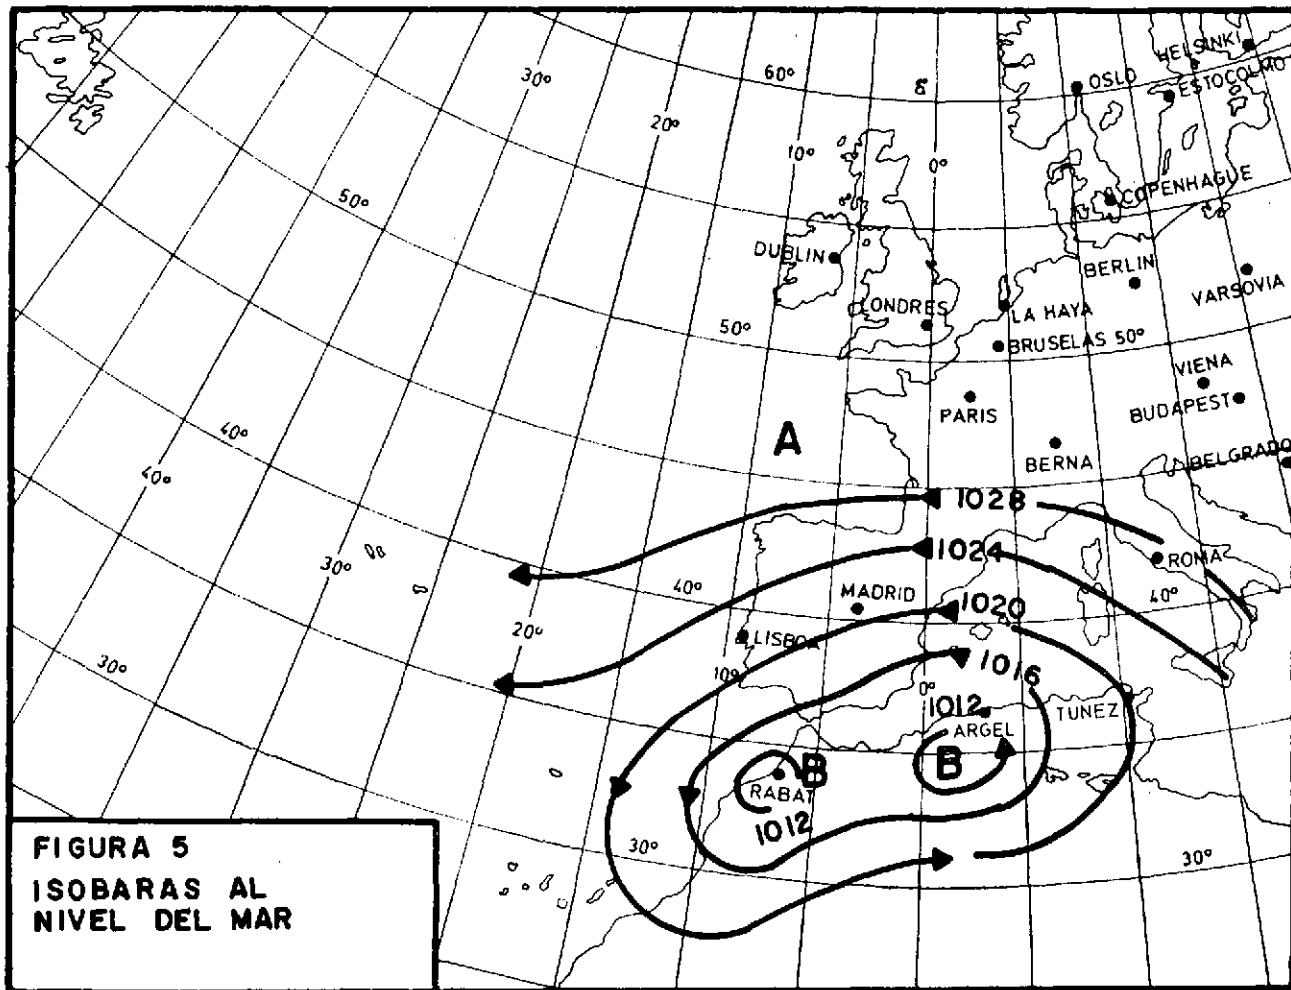 30°
60°
δ
HELSINKI
OSLO
ESTOCOLMO
20°
10°
0°
50°
COPENHAGUE
DUBLIN
BERLIN
VARSOVIA
LONDRES
LA HAYA
50°
BRUSELAS 50°
VIENA
PARIS
BUDAPEST
A
BERNA
BELGRADO
40°
40°
1028
1024
ROMA
30°
40°
MADRID
1020
40°
20°
LISBOA
30°
10°
1016
0°
1012
TUNEZ
ARGEL
B
B
RABAT
1012
30°
30°
FIGURA 5
ISOBARAS AL
NIVEL DEL MAR